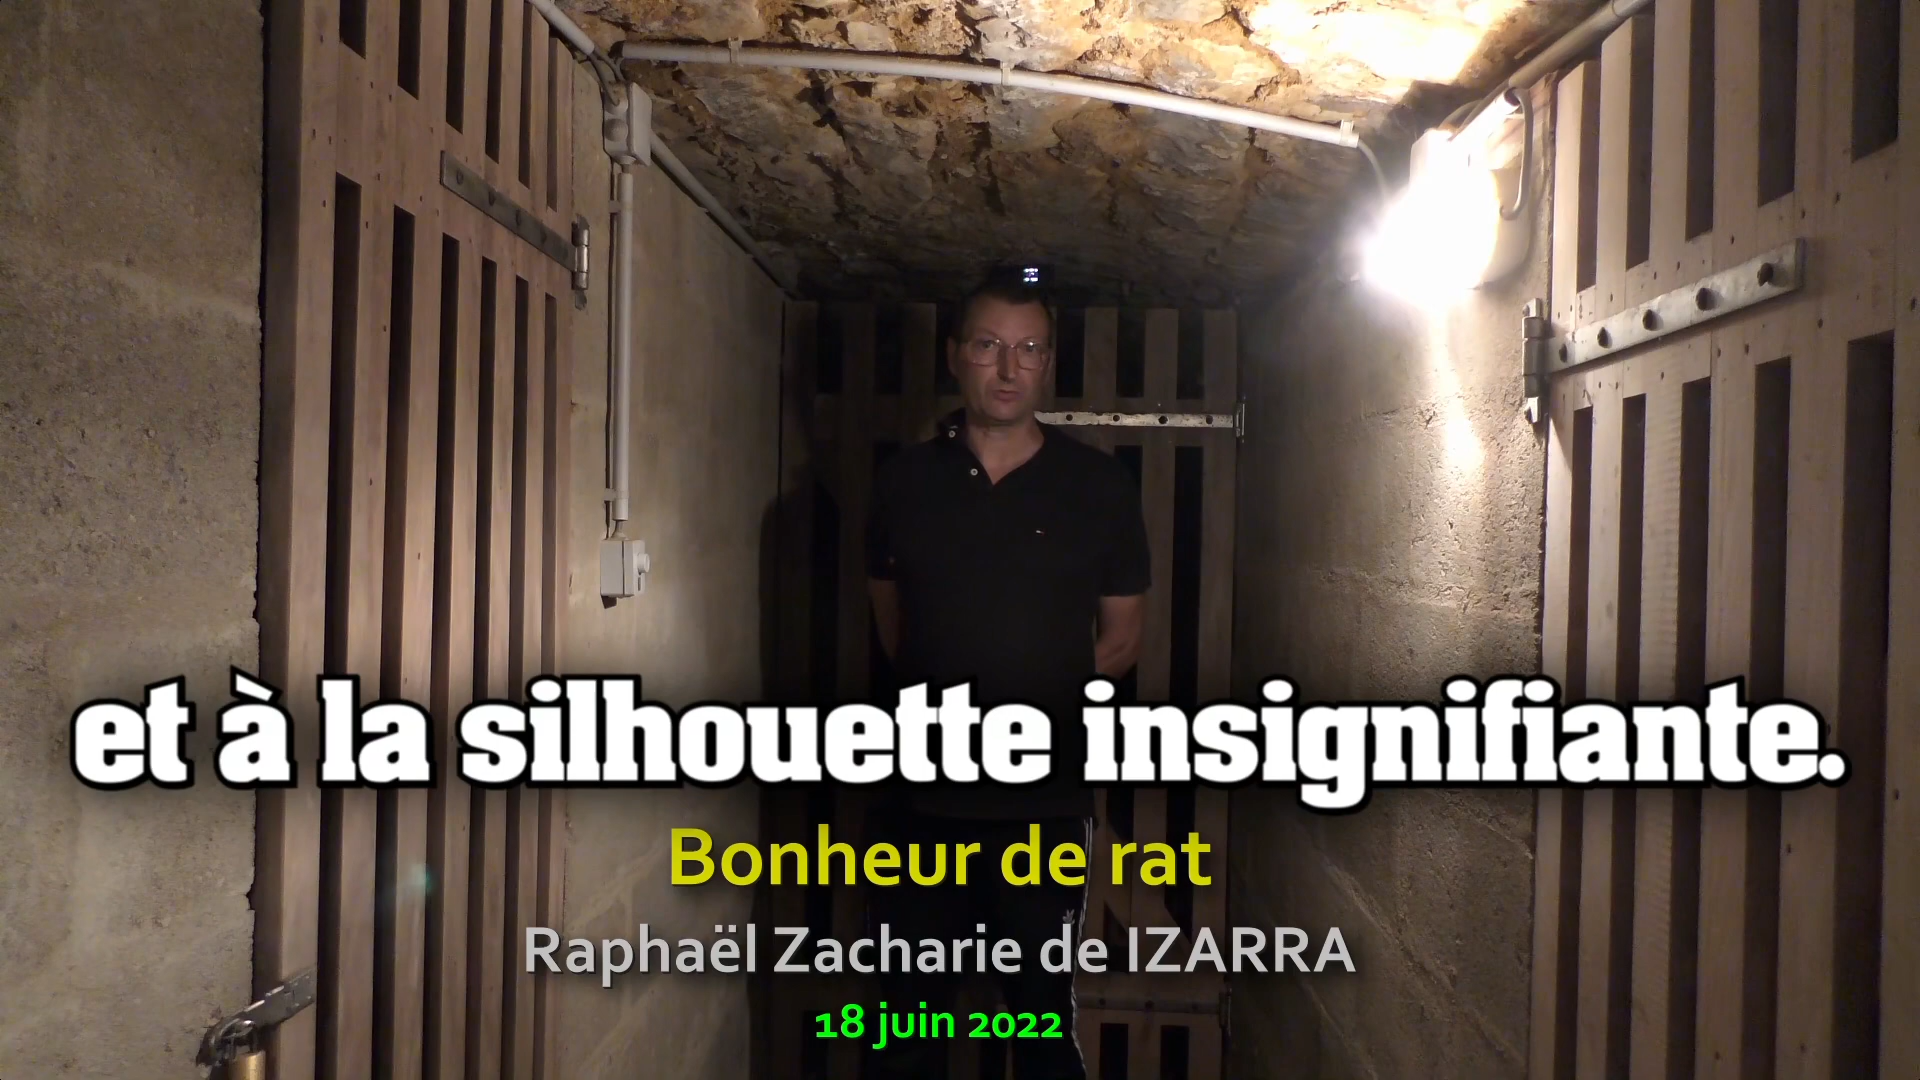 et à la silhouette insignifiante.
Bonheur de rat
Raphaël Zacharie de IZARRA
18 juin 2022